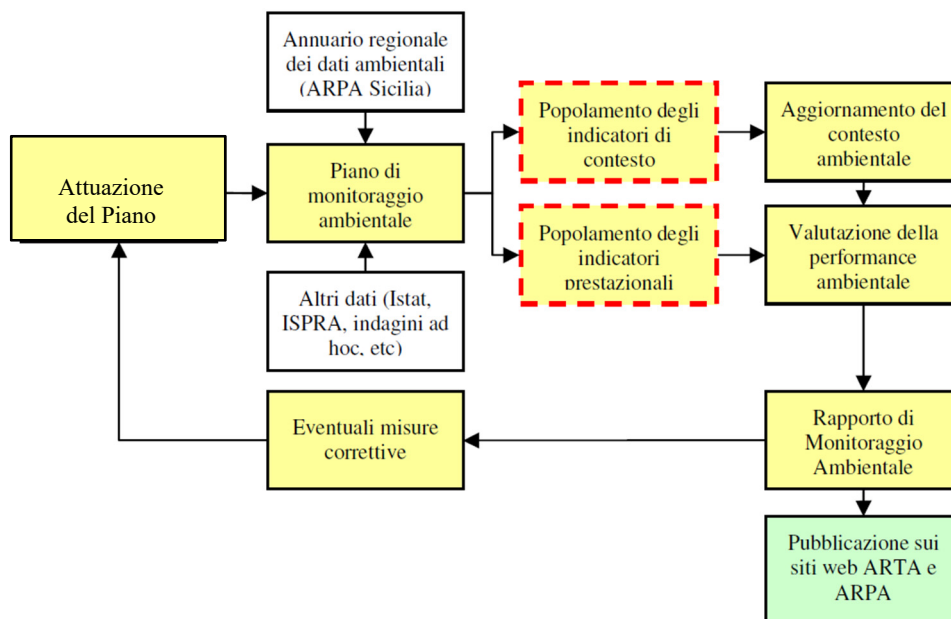 Annuario regionale
dei dati ambientali
(ARPA Sicilia)
Popolamento degli
indicatori di
contesto
Aggiornamento del
contesto
ambientale
Attuazione
del Piano
Piano di
monitoraggio
ambientale
Popolamento degli
indicatori
prestazionali
Valutazione della
performance
ambientale
Altri dati (Istat,
ISPRA, indagini ad
hoc, etc)
Eventuali misure
correttive
Rapporto di
Monitoraggio
Ambientale
Pubblicazione sui
siti web ARTA e
ARPA